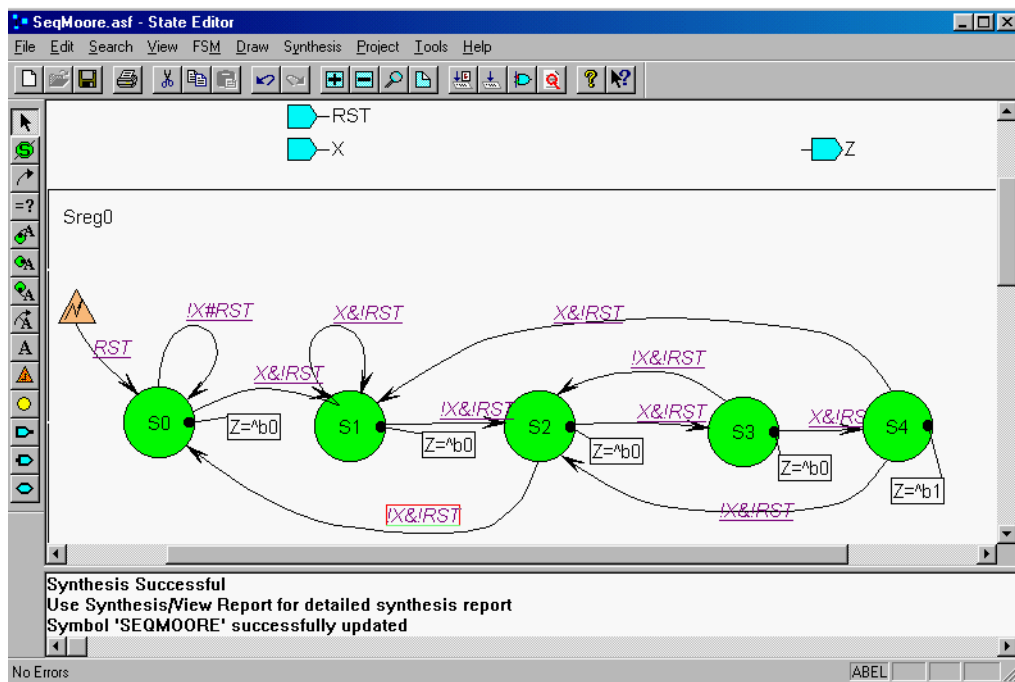 SeqMoore.asf - State Editor
File Edit Search View FSM Draw Synthesis Project Tools Help
RST
X
Z
=?
A
Sreg0
!X#RST
X&!RST
X&!RST
RST
X&!RST
!X&!RST
!X&!RST
X&!RST
X&!RS
S0
S1
S2
S3
S4
Z=^b0
Z=^b0
Z=^b0
Z=^b0
Z=^b1
!X&!RST
!X&!RST
Synthesis Successful
Use Synthesis/View Report for detailed synthesis report
Symbol 'SEQMOORE' successfully updated
No Errors
ABEL